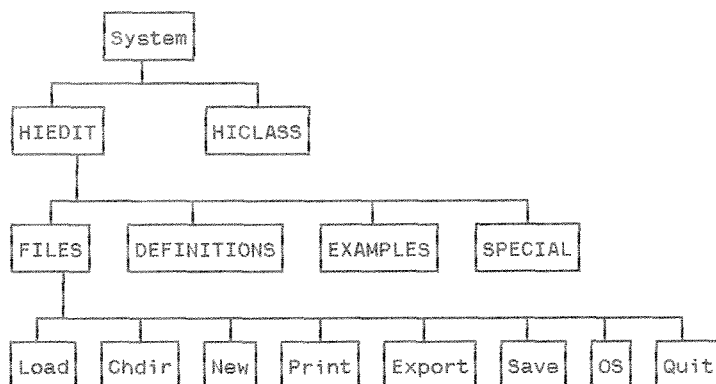 System
HIEDIT HICLASS
FILES DEFINITIONS EXAMPLES SPECIAL
Load Chdir New Print Export Save OS Quit